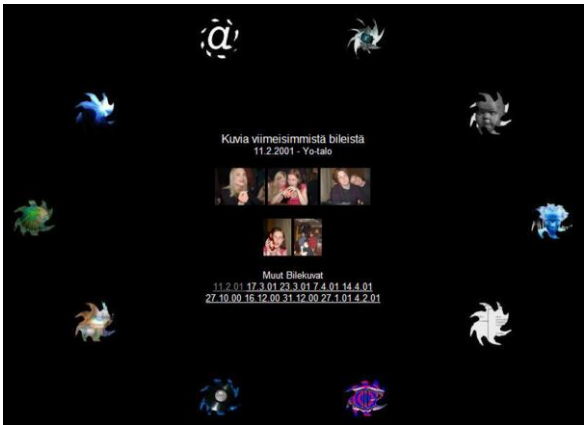 @
Kuvia viimeisimmistä bileistä
11.2.2001 - Yo-talo
Muut Bilekuvat
11.2.01 17.3.01 23.3.01 7.4.01 14.4.01
27.10.00 16.12.00 31.12.00 27.1.01 4.2.01